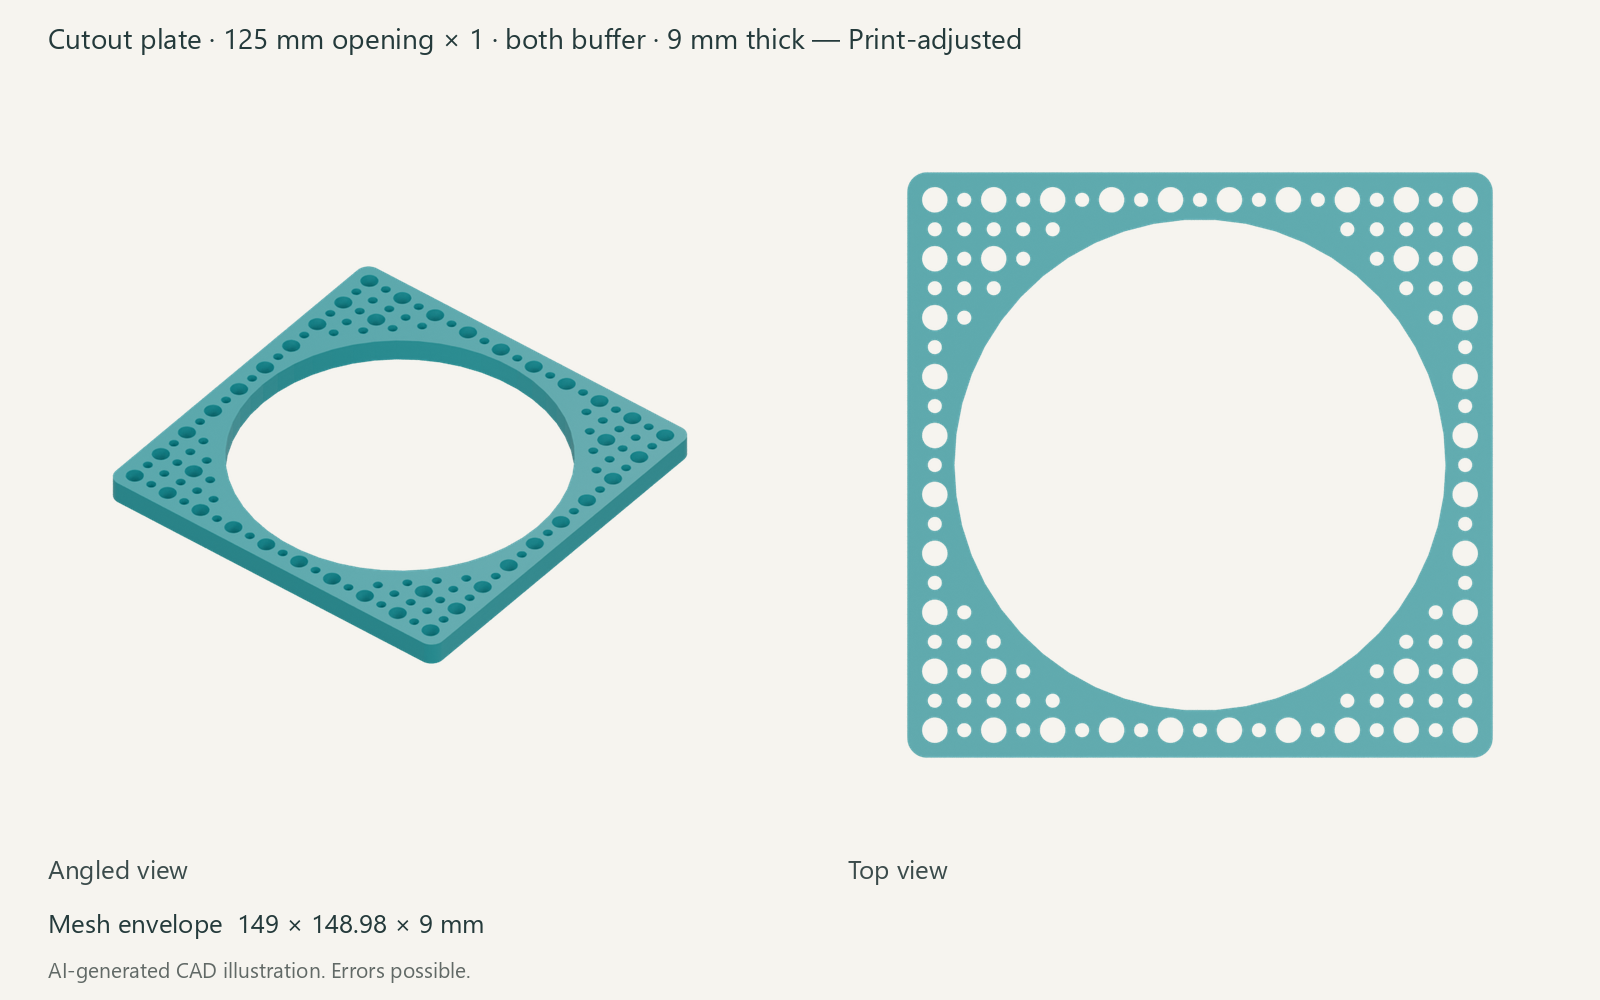 Cutout plate · 125 mm opening × 1 · both buffer · 9 mm thick — Print-adjusted
Angled view
Top view
Mesh envelope 149 × 148.98 × 9 mm
AI-generated CAD illustration. Errors possible.